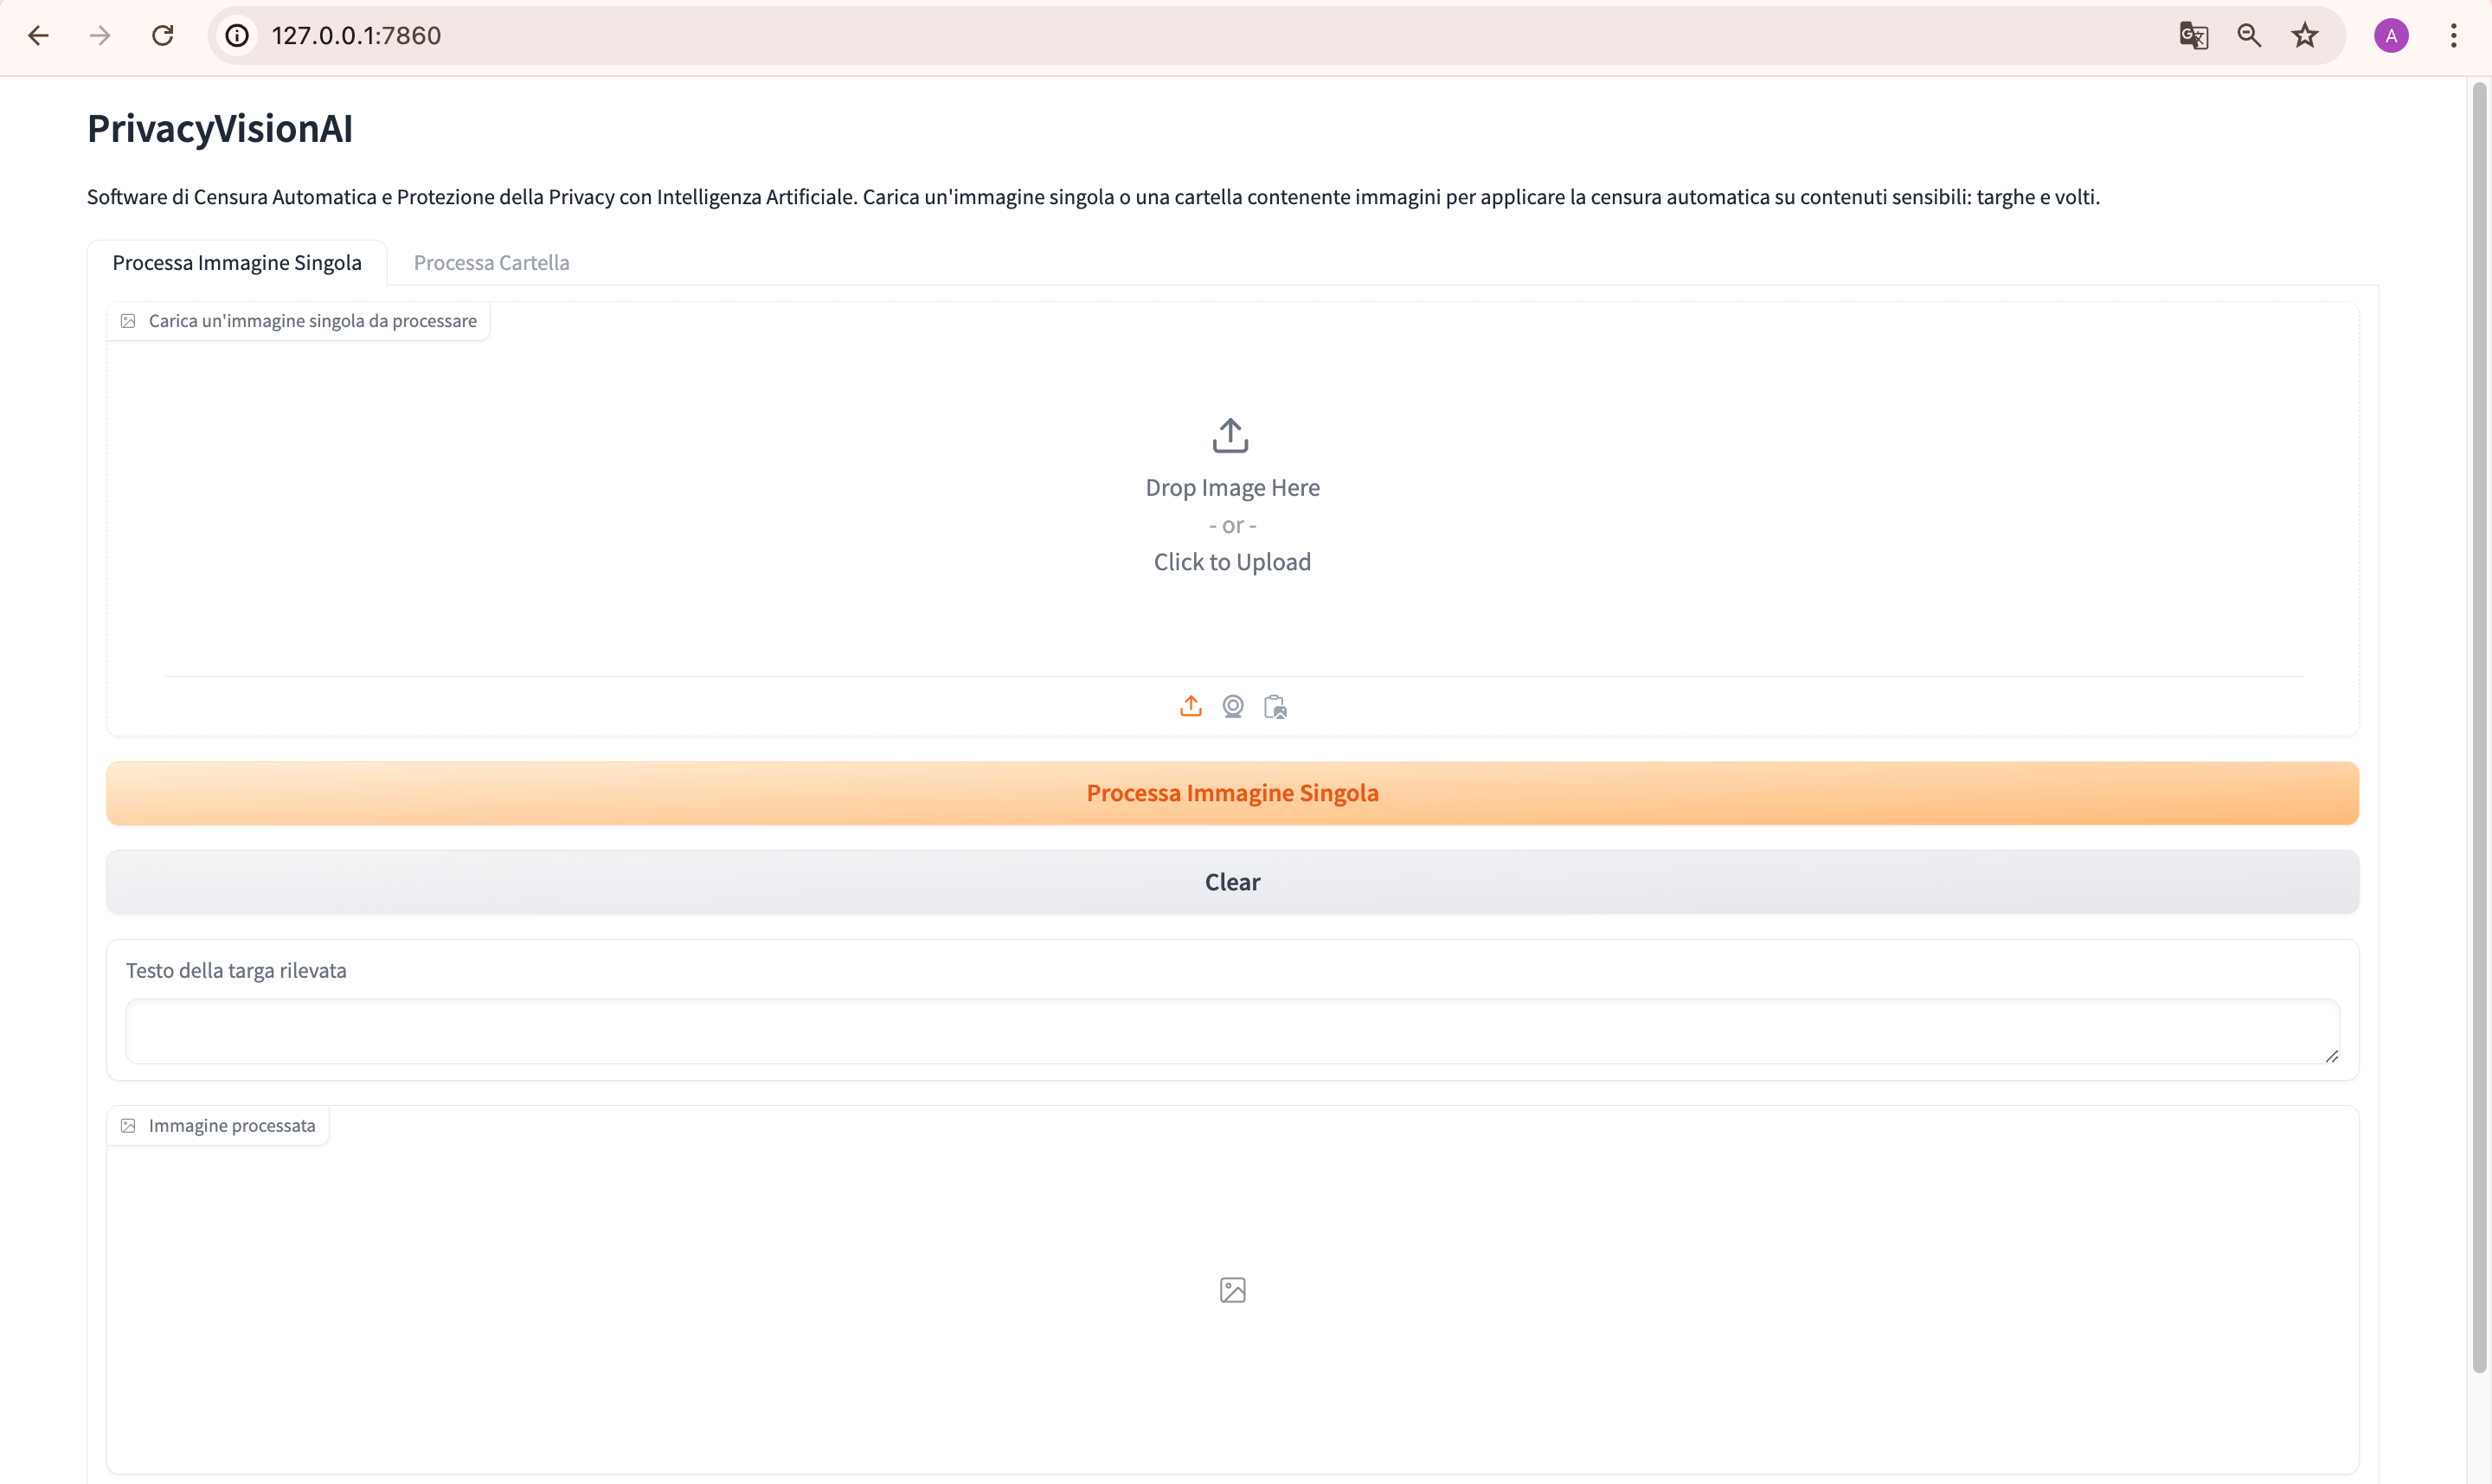 127.0.0.1:7860
A
PrivacyVisionAI
Software di Censura Automatica e Protezione della Privacy con Intelligenza Artificiale. Carica un'immagine singola o una cartella contenente immagini per applicare la censura automatica su contenuti sensibili: targhe e volti.
Processa Immagine Singola
Processa Cartella
Carica un'immagine singola da processare
Drop Image Here
- or -
Click to Upload
Processa Immagine Singola
Clear
Testo della targa rilevata
Immagine processata